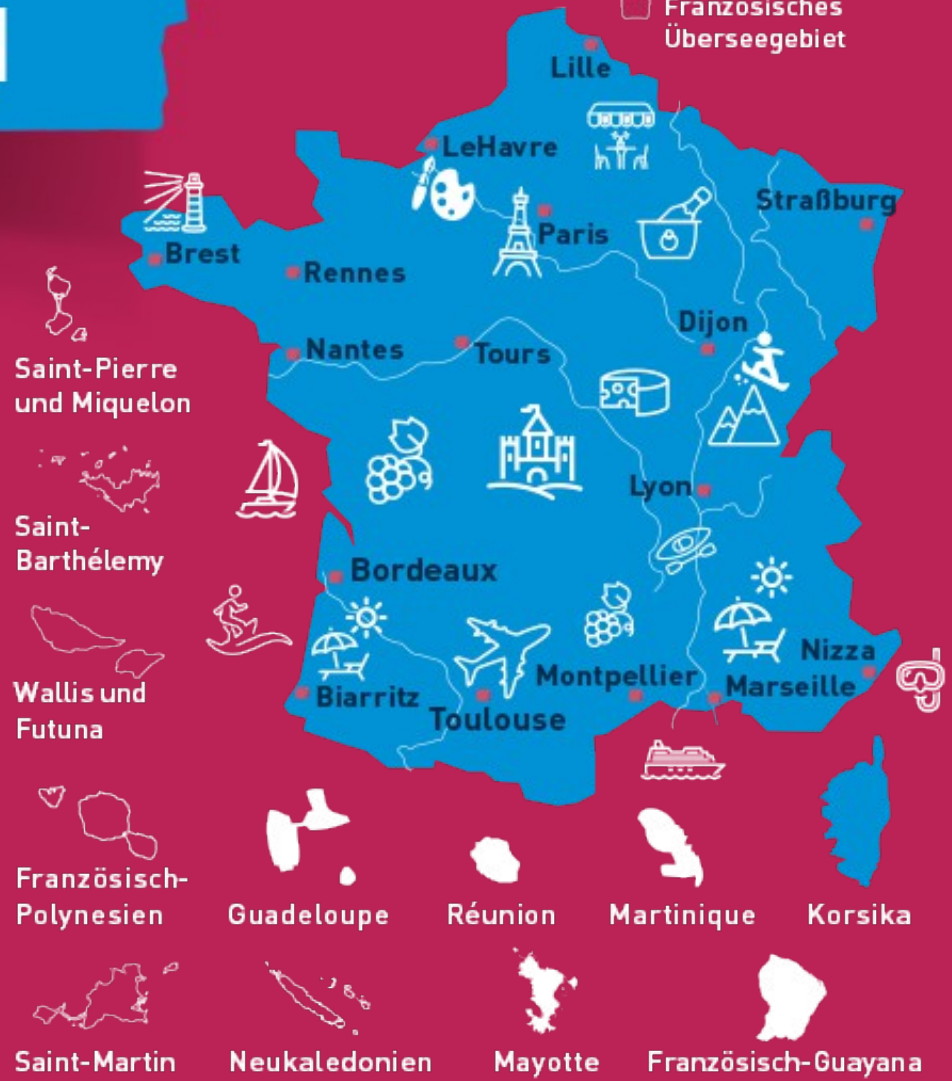 Französisches
Überseegebiet
Lille
LeHavre
Straßburg
Paris
Brest
Rennes
Dijon
Nantes
Tours
Saint-Pierre
und Miquelon
Lyon
Saint-
Barthélemy
Bordeaux
Nizza
Montpellier
Marseille
Biarritz
Toulouse
Wallis und
Futuna
Französisch-
Polynesien
Guadeloupe
Réunion
Martinique
Korsika
Saint-Martin
Neukaledonien
Mayotte
Französisch-Guayana